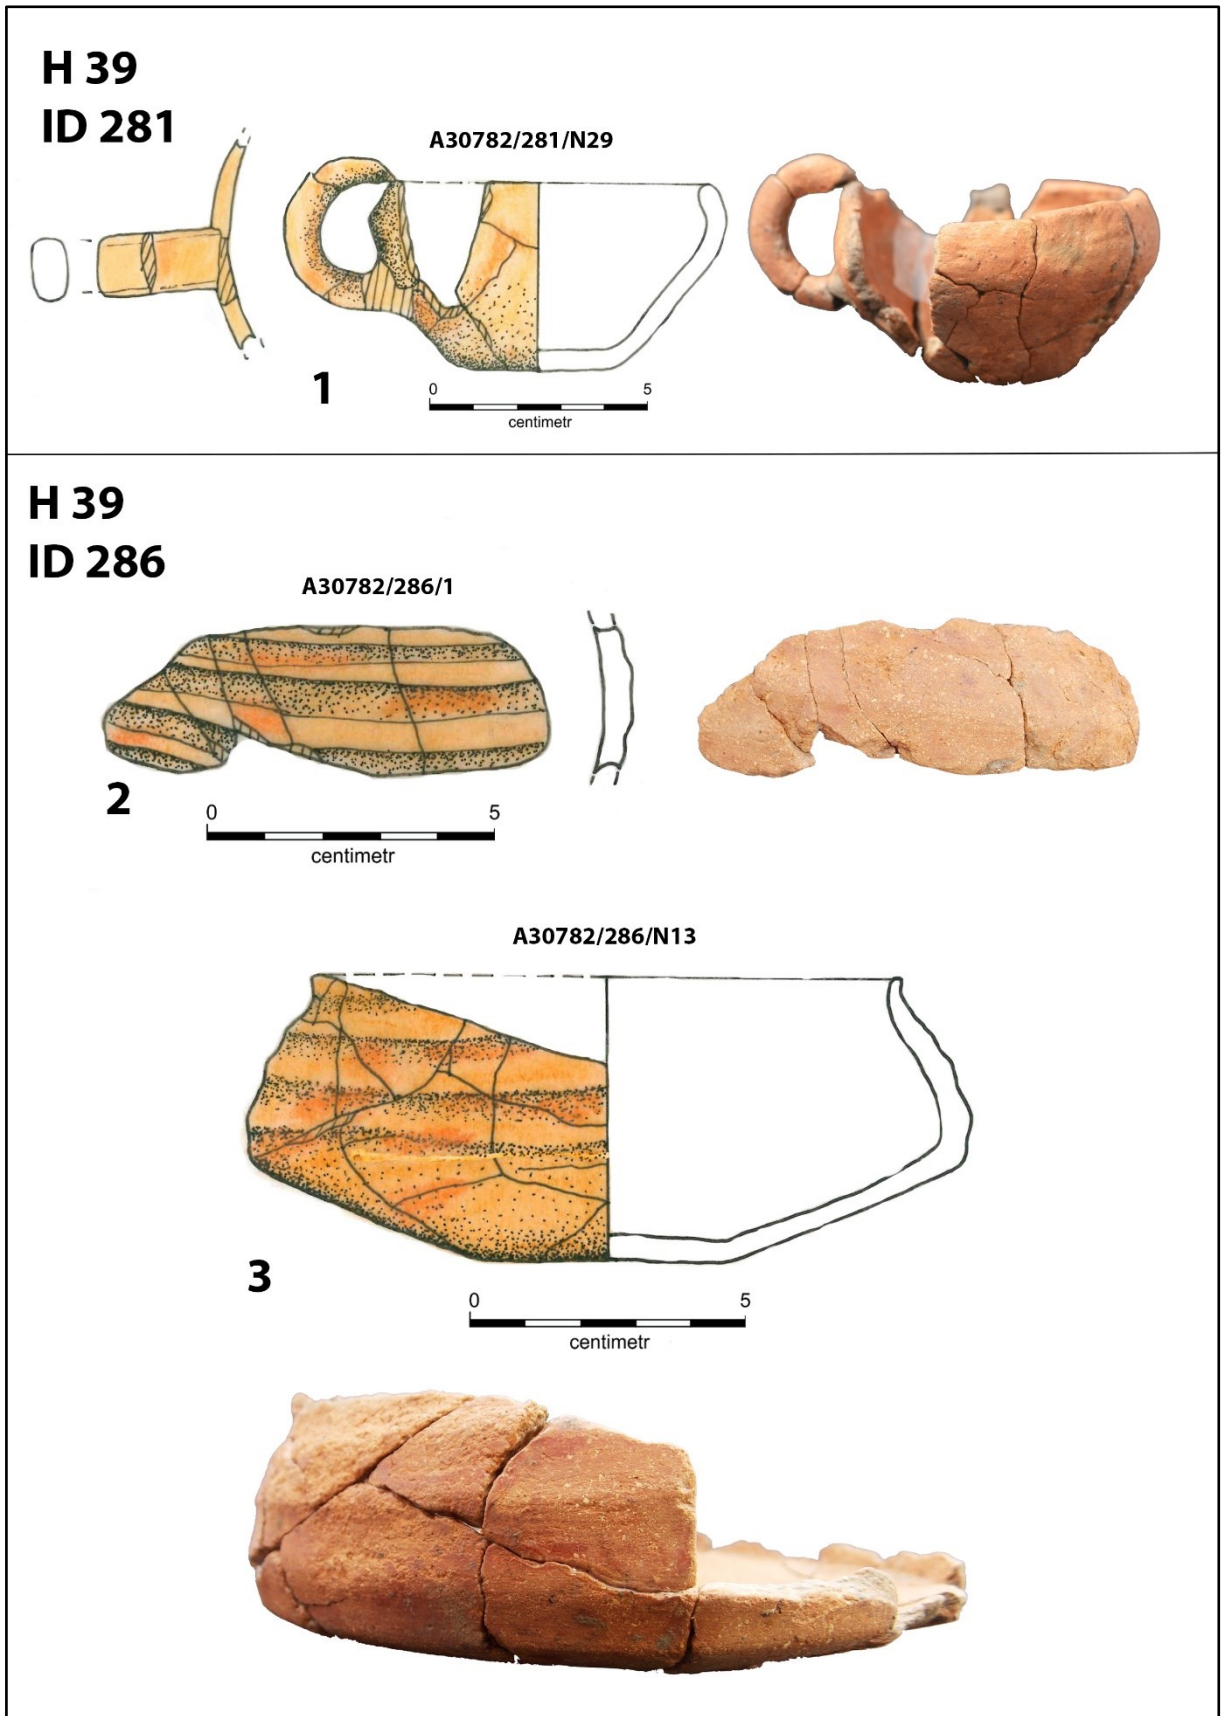 H 39
ID 281
A30782/281/N29
1
0 5
centimetr
H 39
ID 286
A30782/286/1
2
0 5
centimetr
A30782/286/N13
3
0 5
centimetr